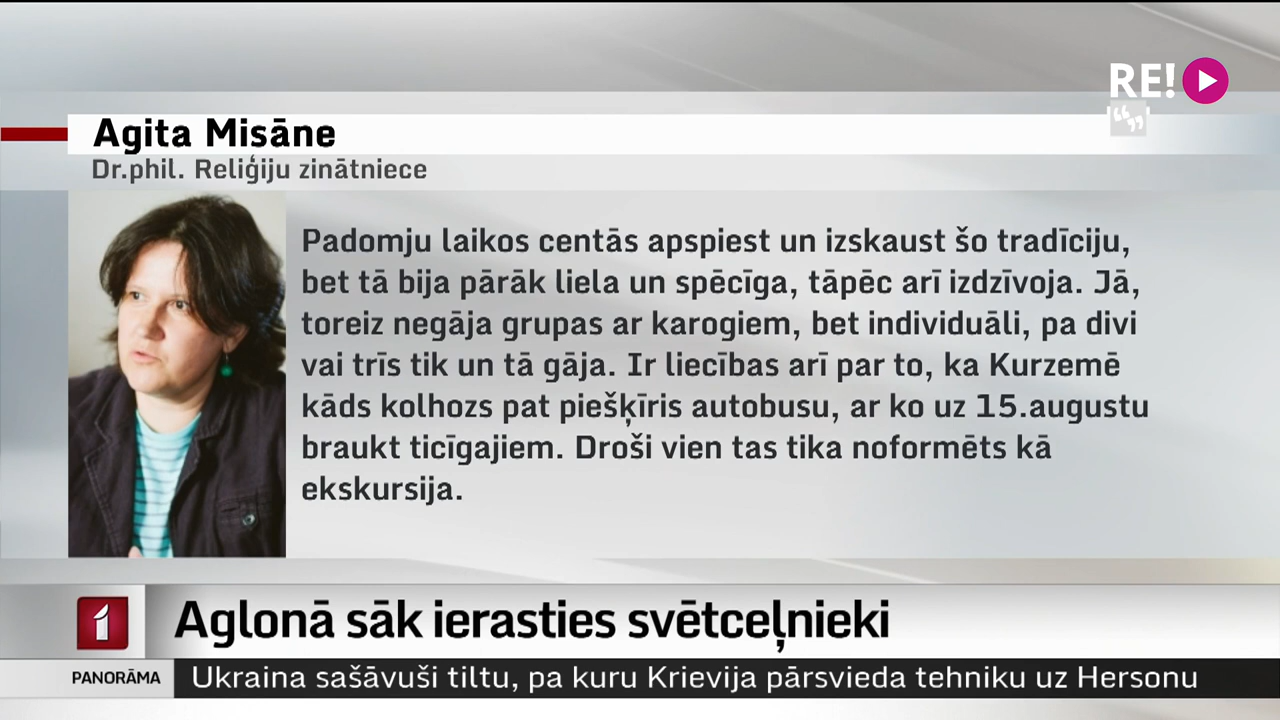 RE!
Agita Misāne
Dr.phil. Reliģiju zinātniece
Padomju laikos centās apspiest un izskaust šo tradīciju,
bet tā bija pārāk liela un spēcīga, tāpēc arī izdzīvoja. Jā,
toreiz negāja grupas ar karogiem, bet individuāli, pa divi
vai trīs tik un tā gāja. Ir liecības arī par to, ka Kurzemē
kāds kolhozs pat piešķīris autobusu, ar ko uz 15.augustu
braukt ticīgajiem. Droši vien tas tika noformēts kā
ekskursija.
1 Aglonā sāk ierasties svētceļnieki
PANORĀMA Ukraina sašāvuši tiltu, pa kuru Krievija pārsvieda tehniku uz Hersonu